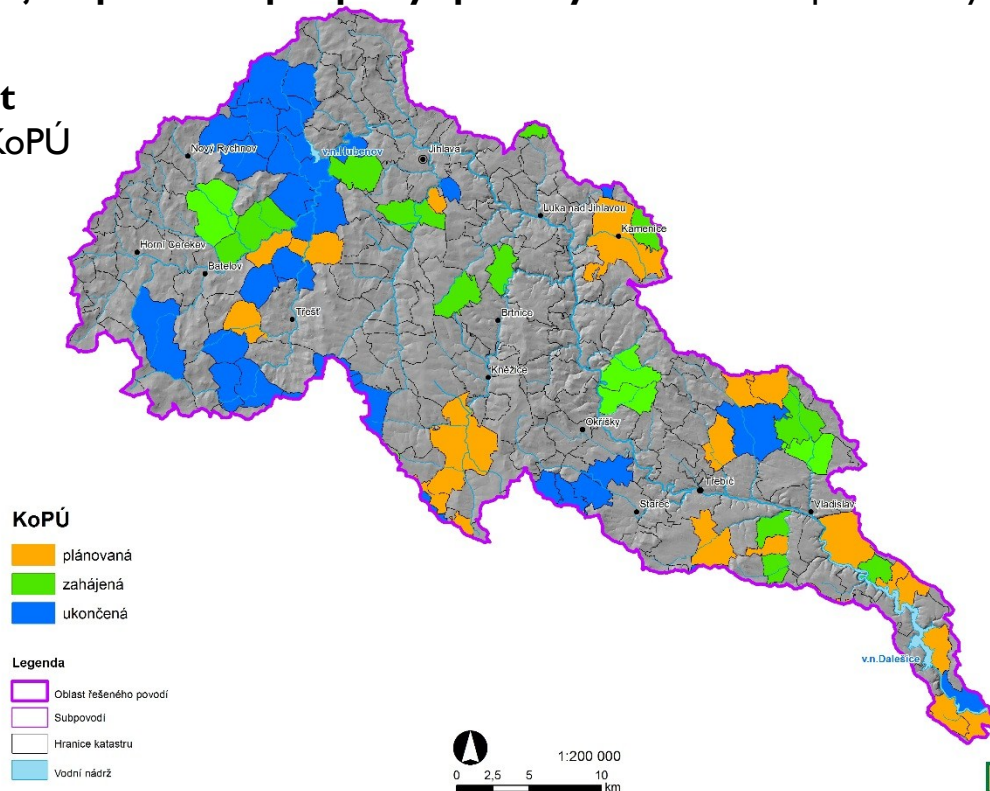 t
KoPÚ
Nový Rychnov
v.n.Hubenov
Jihlava
Luka nad Jihlavou
Kamenice
Horní Cerekev
Batelov
Třešť
Brtnice
Kněžice
Okříšky
Třebíč
Stařeč
Vladislav
v.n.Dalešice
KoPÚ
plánovaná
zahájená
ukončená
Legenda
Oblast řešeného povodí
Subpovodí
Hranice katastru
Vodní nádrž
1:200 000
0 2,5 5 10
km